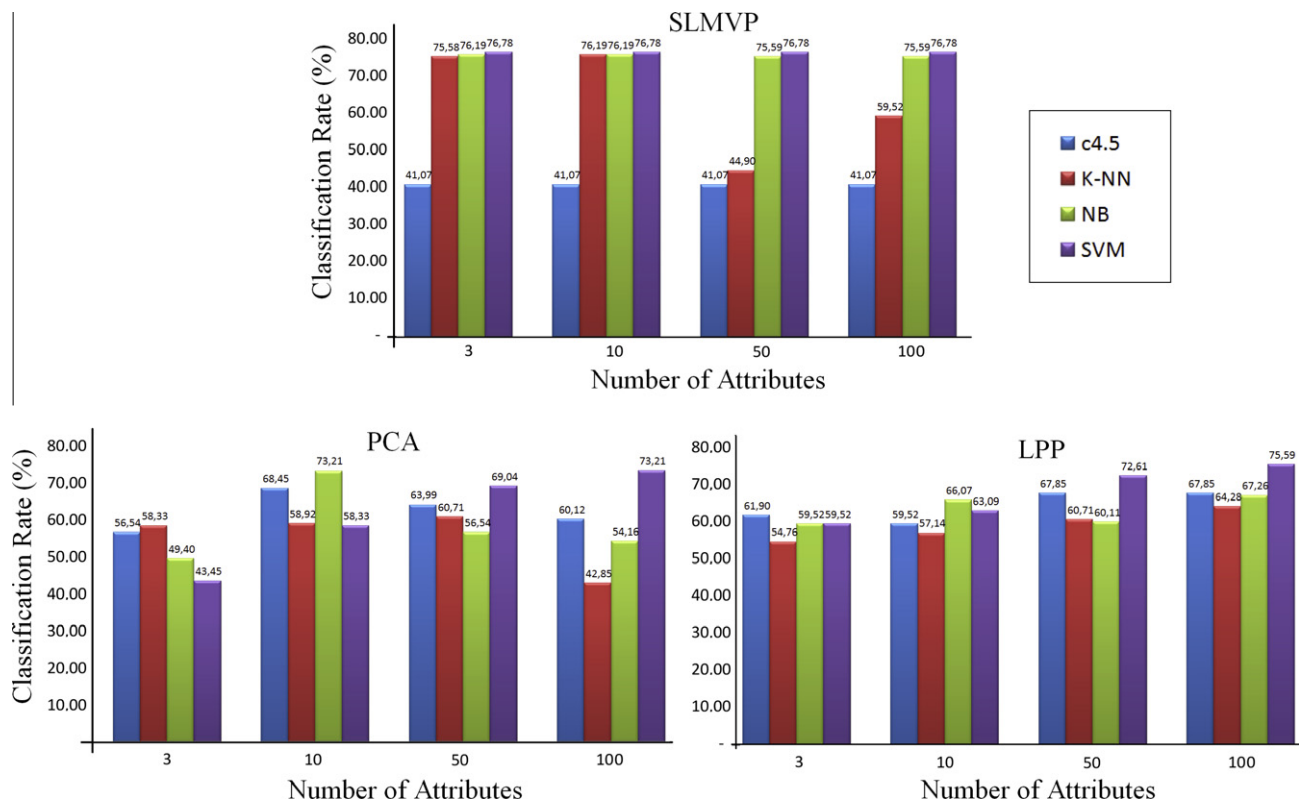 SLMVP
Classification Rate (%)
80.00
70.00
60.00
50.00
40.00
30.00
20.00
10.00
-
41,07 75,58 76,19 76,78
41,07 76,19 76,19 76,78
41,07 44,90 75,59 76,78
41,07 59,52 75,59 76,78
3 10 50 100
Number of Attributes
c4.5
K-NN
NB
SVM
PCA
Classification Rate (%)
80.00
70.00
60.00
50.00
40.00
30.00
20.00
10.00
56,54 58,33 49,40 43,45
68,45 58,92 73,21 58,33
63,99 60,71 56,54 69,04
60,12 42,85 54,16 73,21
3 10 50 100
Number of Attributes
LPP
80.00
70.00
60.00
50.00
40.00
30.00
20.00
10.00
-
61,90 54,76 59,52 59,52
59,52 57,14 66,07 63,09
67,85 60,71 60,11 72,61
67,85 64,28 67,26 75,59
3 10 50 100
Number of Attributes